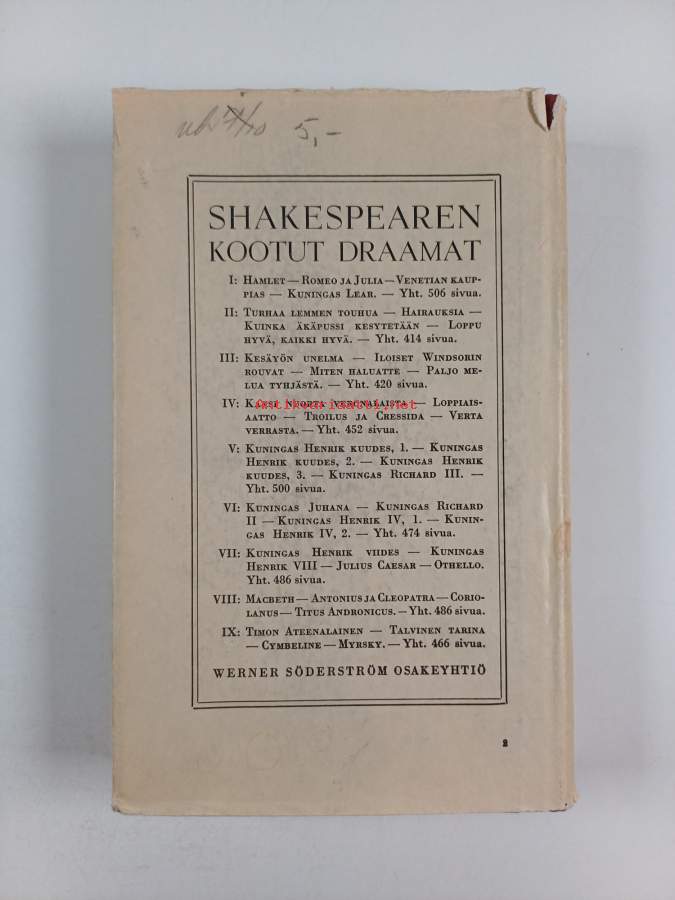 5,-
SHAKESPEAREN
KOOTUT DRAAMAT
I: HAMLET — ROMEO JA JULIA — VENETIAN KAUP-
PIAS — KUNINGAS LEAR. — YHT. 506 SIVUA.
II: TURHAA LEMMEN TOUHUA — HAIRAUKSIA —
KUINKA ÄKÄPUSSI KESYTETÄÄN — LOPPU
HYVÄ, KAIKKI HYVÄ. — YHT. 414 SIVUA.
III: KESÄYÖN UNELMA — ILOISET WINDSORIN
ROUVAT — MITEN HALUATTE — PALJO ME-
LUA TYHJÄSTÄ. — YHT. 420 SIVUA.
IV: KAKSI NUORTA VERONALAISTA — LOPPIAIS-
antikvariaatti.net
AATTO — TROILUS JA CRESSIDA — VERTA
VERRASTA. — YHT. 452 SIVUA.
V: KUNINGAS HENRIK KUUDES, 1. — KUNINGAS
HENRIK KUUDES, 2. — KUNINGAS HENRIK
KUUDES, 3. — KUNINGAS RICHARD III. —
YHT. 500 SIVUA.
VI: KUNINGAS JUHANA — KUNINGAS RICHARD
II — KUNINGAS HENRIK IV, 1. — KUNIN-
GAS HENRIK IV, 2. — YHT. 474 SIVUA.
VII: KUNINGAS HENRIK VIIDES — KUNINGAS
HENRIK VIII — JULIUS CAESAR — OTHELLO.
YHT. 486 SIVUA.
VIII: MACBETH — ANTONIUS JA CLEOPATRA — CORIO-
LANUS — TITUS ANDRONICUS. — YHT. 486 SIVUA.
IX: TIMON ATEENALAINEN — TALVINEN TARINA
— CYMBELINE — MYRSKY. — YHT. 466 SIVUA.
WERNER SÖDERSTRÖM OSAKEYHTIÖ
2